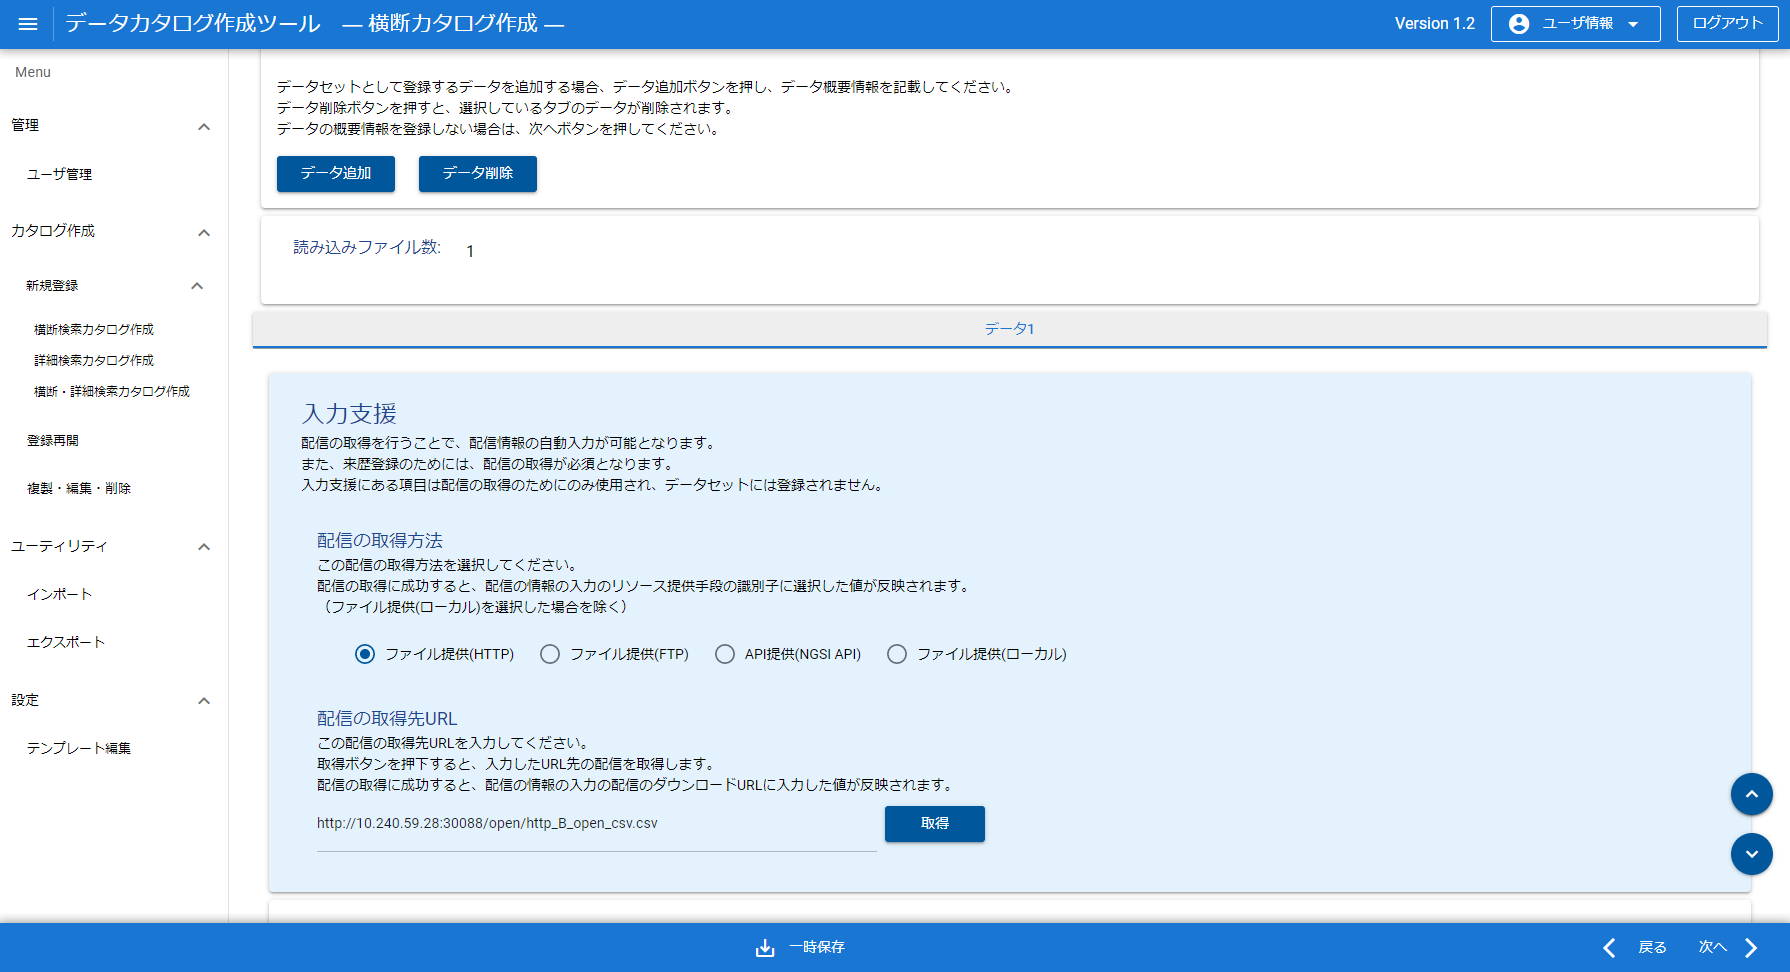 データカタログ作成ツール ― 横断カタログ作成 ―
Version 1.2
ユーザ情報
ログアウト
Menu
管理
ユーザ管理
カタログ作成
新規登録
横断検索カタログ作成
詳細検索カタログ作成
横断・詳細検索カタログ作成
登録再開
複製・編集・削除
ユーティリティ
インポート
エクスポート
設定
テンプレート編集
データセットとして登録するデータを追加する場合、データ追加ボタンを押し、データ概要情報を記載してください。
データ削除ボタンを押すと、選択しているタブのデータが削除されます。
データの概要情報を登録しない場合は、次へボタンを押してください。
データ追加
データ削除
読み込みファイル数: 1
データ1
入力支援
配信の取得を行うことで、配信情報の自動入力が可能となります。
また、来歴登録のためには、配信の取得が必須となります。
入力支援にある項目は配信の取得のためにのみ使用され、データセットには登録されません。
配信の取得方法
この配信の取得方法を選択してください。
配信の取得に成功すると、配信の情報の入力のリソース提供手段の識別子に選択した値が反映されます。
（ファイル提供(ローカル)を選択した場合を除く）
ファイル提供(HTTP)
ファイル提供(FTP)
API提供(NGSI API)
ファイル提供(ローカル)
配信の取得先URL
この配信の取得先URLを入力してください。
取得ボタンを押下すると、入力したURL先の配信を取得します。
配信の取得に成功すると、配信の情報の入力の配信のダウンロードURLに入力した値が反映されます。
http://10.240.59.28:30088/open/http_B_open_csv.csv
取得
一時保存
戻る
次へ